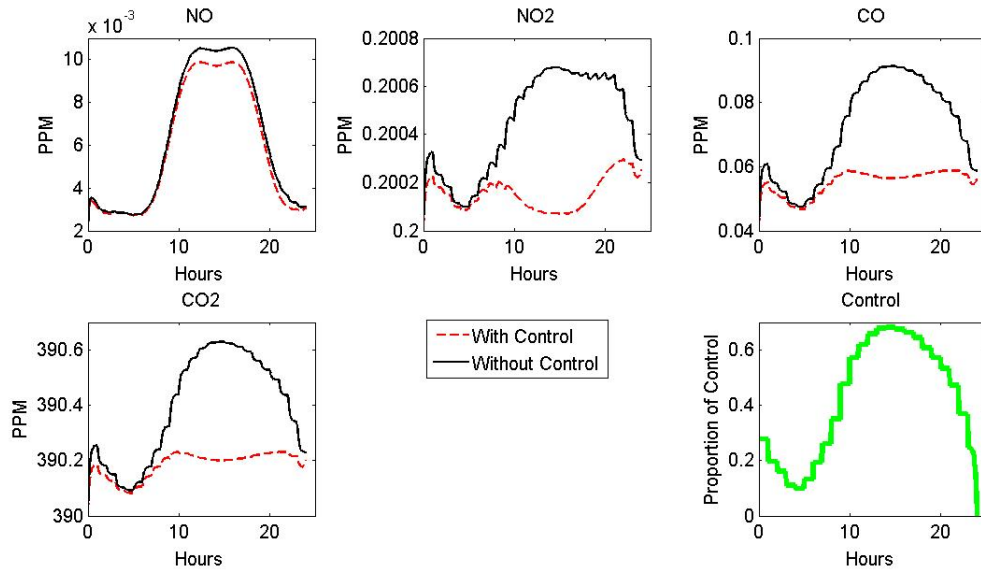 NO
NO2
CO
x 10-3
10
8
6
4
2
PPM
0
10
20
Hours
0.2008
0.2006
0.2004
0.2002
0.2
PPM
0
10
20
Hours
0.1
0.08
0.06
0.04
PPM
0
10
20
Hours
CO2
390.6
390.4
390.2
390
PPM
0
10
20
Hours
With Control
Without Control
Control
0.6
0.4
0.2
0
Proportion of Control
0
10
20
Hours